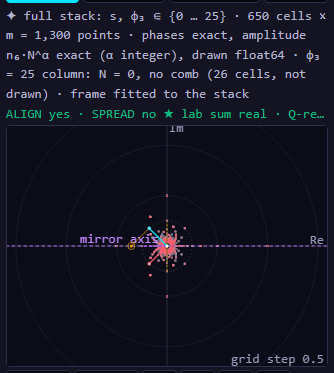 ✦ full stack: s, ϕ₃ ∈ {0 … 25} · 650 cells ×
m = 1,300 points · phases exact, amplitude
n₆·N^α exact (α integer), drawn float64 · ϕ₃
= 25 column: N = 0, no comb (26 cells, not
drawn) · frame fitted to the stack
ALIGN yes · SPREAD no ★ lab sum real · Q-re…
Im
mirror axis
Re
grid step 0.5